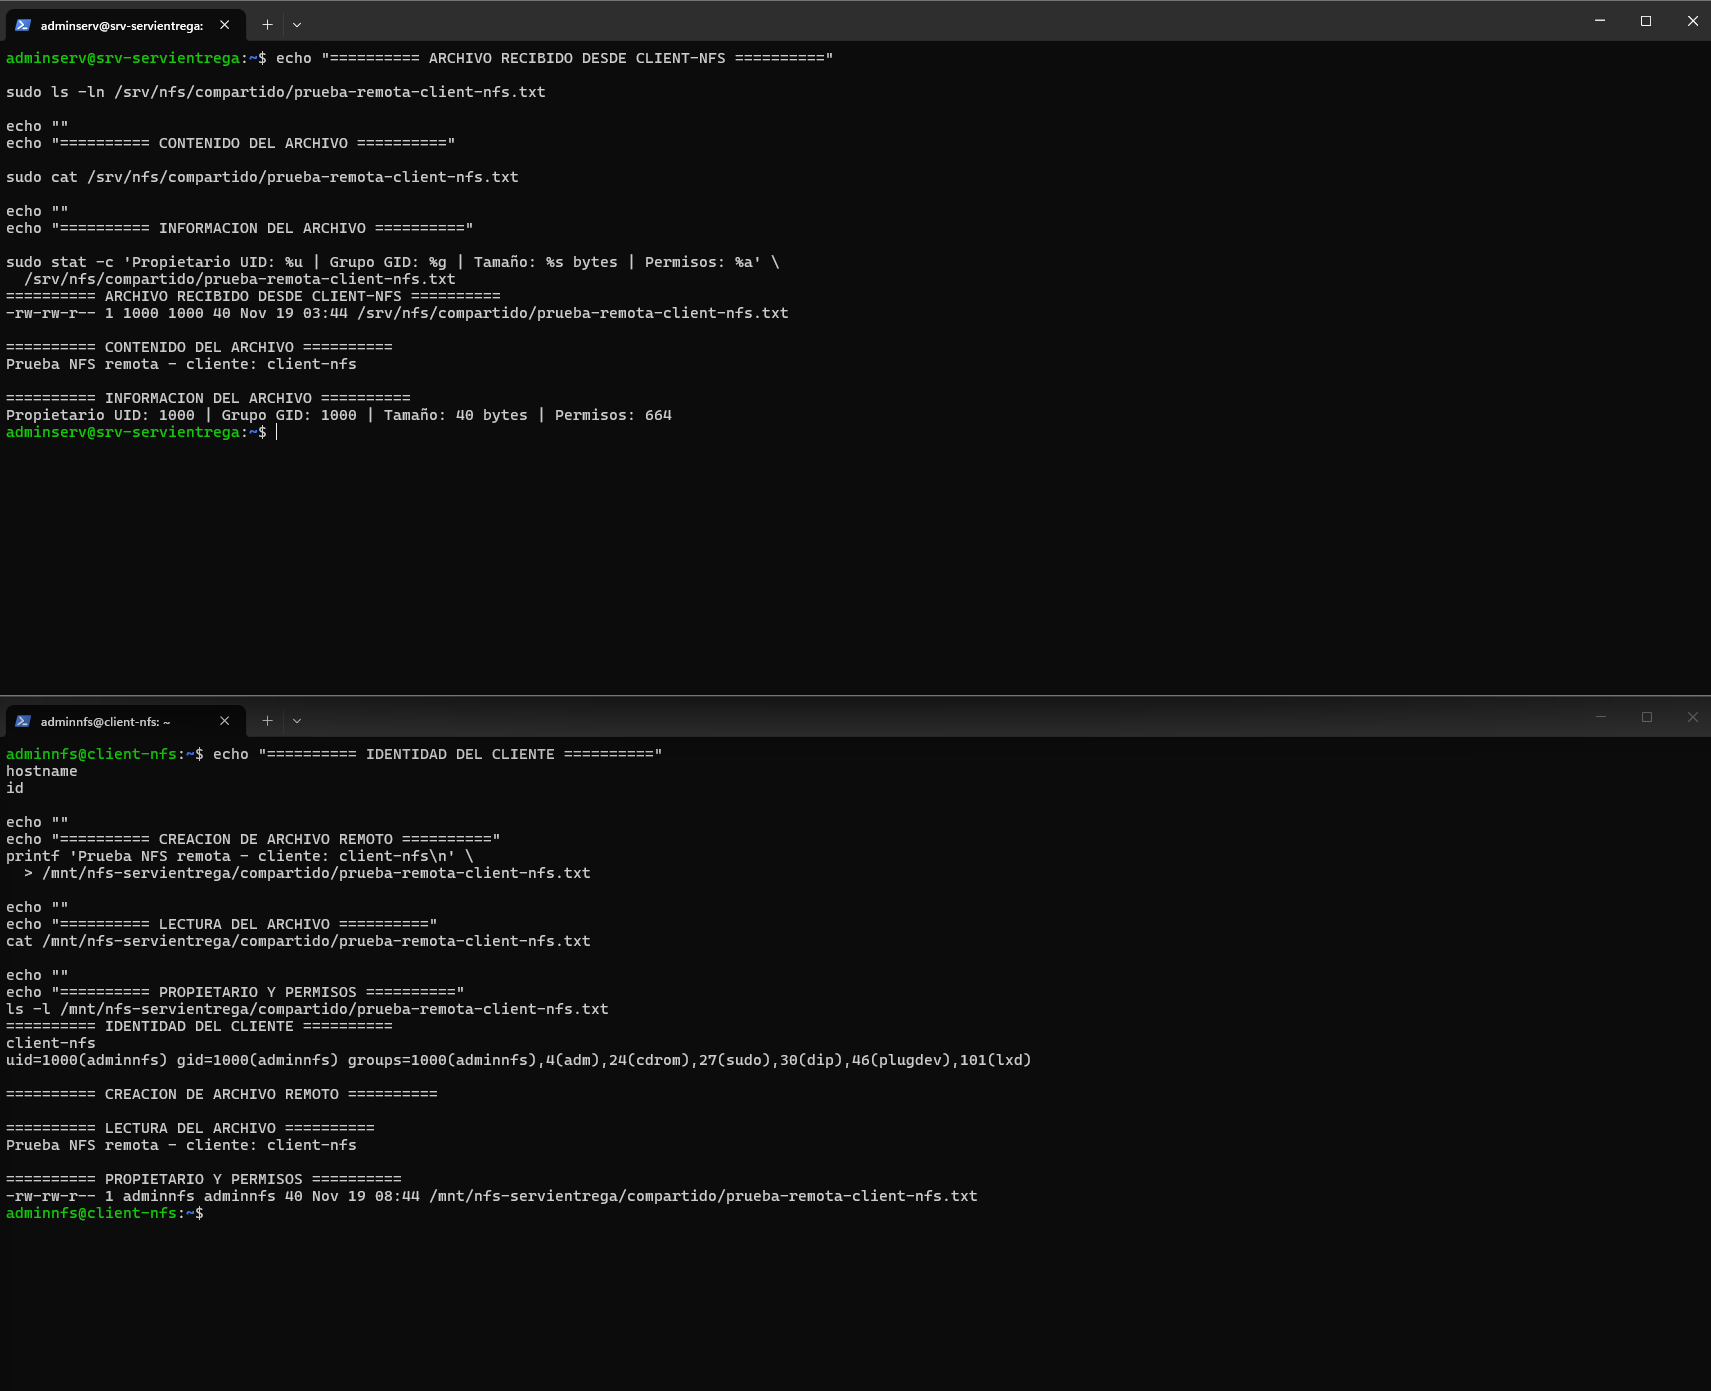 adminserv@srv-servientrega:
adminserv@srv-servientrega:~$ echo "========== ARCHIVO RECIBIDO DESDE CLIENT-NFS =========="
sudo ls -ln /srv/nfs/compartido/prueba-remota-client-nfs.txt
echo ""
echo "========== CONTENIDO DEL ARCHIVO =========="
sudo cat /srv/nfs/compartido/prueba-remota-client-nfs.txt
echo ""
echo "========== INFORMACION DEL ARCHIVO =========="
sudo stat -c 'Propietario UID: %u | Grupo GID: %g | Tamaño: %s bytes | Permisos: %a' \
  /srv/nfs/compartido/prueba-remota-client-nfs.txt
========== ARCHIVO RECIBIDO DESDE CLIENT-NFS ==========
-rw-rw-r-- 1 1000 1000 40 Nov 19 03:44 /srv/nfs/compartido/prueba-remota-client-nfs.txt
========== CONTENIDO DEL ARCHIVO ==========
Prueba NFS remota - cliente: client-nfs
========== INFORMACION DEL ARCHIVO ==========
Propietario UID: 1000 | Grupo GID: 1000 | Tamaño: 40 bytes | Permisos: 664
adminserv@srv-servientrega:~$
adminnfs@client-nfs: ~
adminnfs@client-nfs:~$ echo "========== IDENTIDAD DEL CLIENTE =========="
hostname
id
echo ""
echo "========== CREACION DE ARCHIVO REMOTO =========="
printf 'Prueba NFS remota - cliente: client-nfs\n' \
  > /mnt/nfs-servientrega/compartido/prueba-remota-client-nfs.txt
echo ""
echo "========== LECTURA DEL ARCHIVO =========="
cat /mnt/nfs-servientrega/compartido/prueba-remota-client-nfs.txt
echo ""
echo "========== PROPIETARIO Y PERMISOS =========="
ls -l /mnt/nfs-servientrega/compartido/prueba-remota-client-nfs.txt
========== IDENTIDAD DEL CLIENTE ==========
client-nfs
uid=1000(adminnfs) gid=1000(adminnfs) groups=1000(adminnfs),4(adm),24(cdrom),27(sudo),30(dip),46(plugdev),101(lxd)
========== CREACION DE ARCHIVO REMOTO ==========
========== LECTURA DEL ARCHIVO ==========
Prueba NFS remota - cliente: client-nfs
========== PROPIETARIO Y PERMISOS ==========
-rw-rw-r-- 1 adminnfs adminnfs 40 Nov 19 08:44 /mnt/nfs-servientrega/compartido/prueba-remota-client-nfs.txt
adminnfs@client-nfs:~$